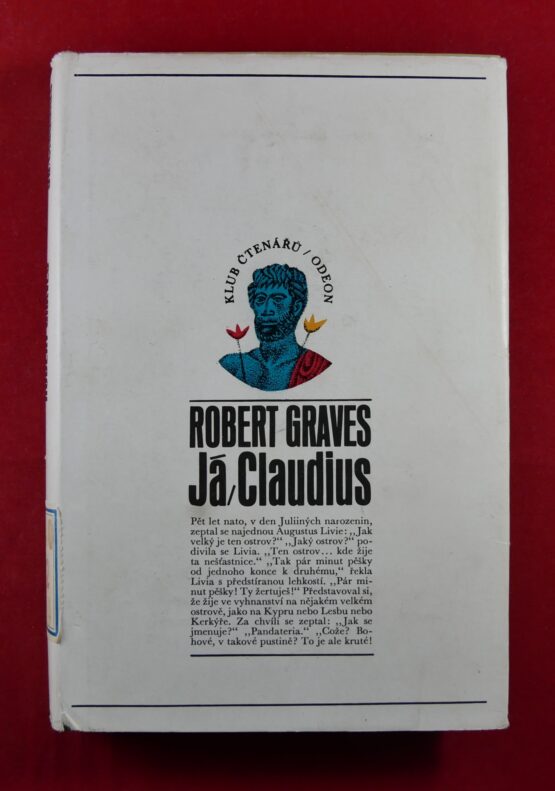 KLUB ČTENÁŘŮ / ODEON
ROBERT GRAVES
Já/Claudius
Pět let nato, v den Juliiných narozenin,
zeptal se najednou Augustus Livie: „Jak
velký je ten ostrov?“ „Jaký ostrov?“ po-
divila se Livia. „Ten ostrov... kde žije
ta nešťastnice.“ „Tak pár minut pěšky
od jednoho konce k druhému,“ řekla
Livia s předstíranou lehkostí. „Pár mi-
nut pěšky! Ty žertuješ!“ Představoval si,
že žije ve vyhnanství na nějakém velkém
ostrově, jako na Kypru nebo Lesbu nebo
Kerkýře. Za chvíli se zeptal: „Jak se
jmenuje?“ „Pandateria.“ „Cože? Bo-
hové, v takové pustině? To je ale kruté!